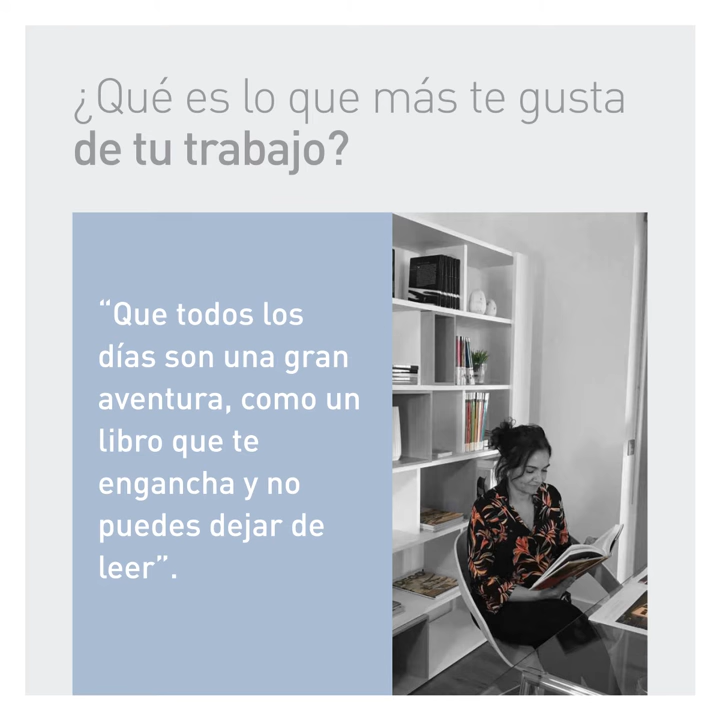 ¿Qué es lo que más te gusta
de tu trabajo?
“Que todos los
días son una gran
aventura, como un
libro que te
engancha y no
puedes dejar de
leer”.